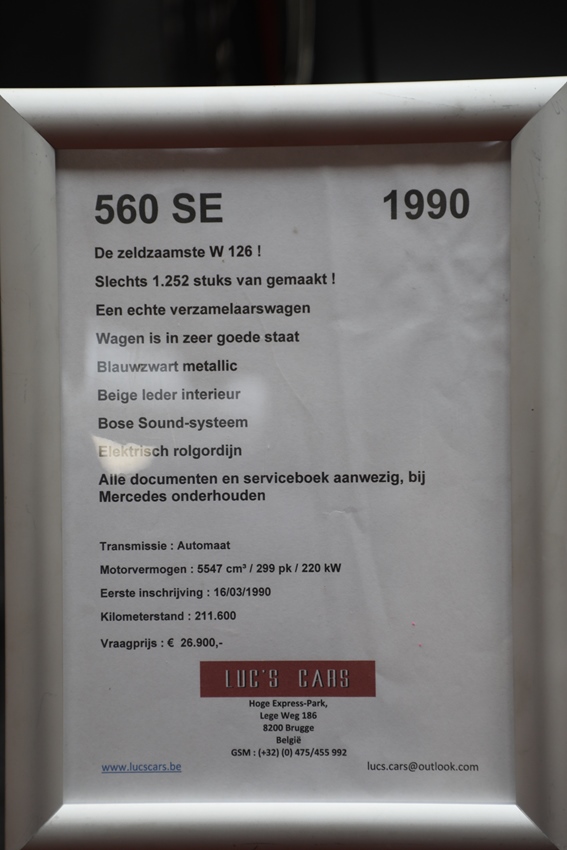 560 SE 1990
De zeldzaamste W 126 !
Slechts 1.252 stuks van gemaakt !
Een echte verzamelaarswagen
Wagen is in zeer goede staat
Blauwzwart metallic
Beige leder interieur
Bose Sound-systeem
Elektrisch rolgordijn
Alle documenten en serviceboek aanwezig, bij
Mercedes onderhouden
Transmissie : Automaat
Motorvermogen : 5547 cm³ / 299 pk / 220 kW
Eerste inschrijving : 16/03/1990
Kilometerstand : 211.600
Vraagprijs : € 26.900,-
LUC'S CARS
Hoge Express-Park,
Lege Weg 186
8200 Brugge
België
GSM : (+32) (0) 475/455 992
www.lucscars.be lucs.cars@outlook.com